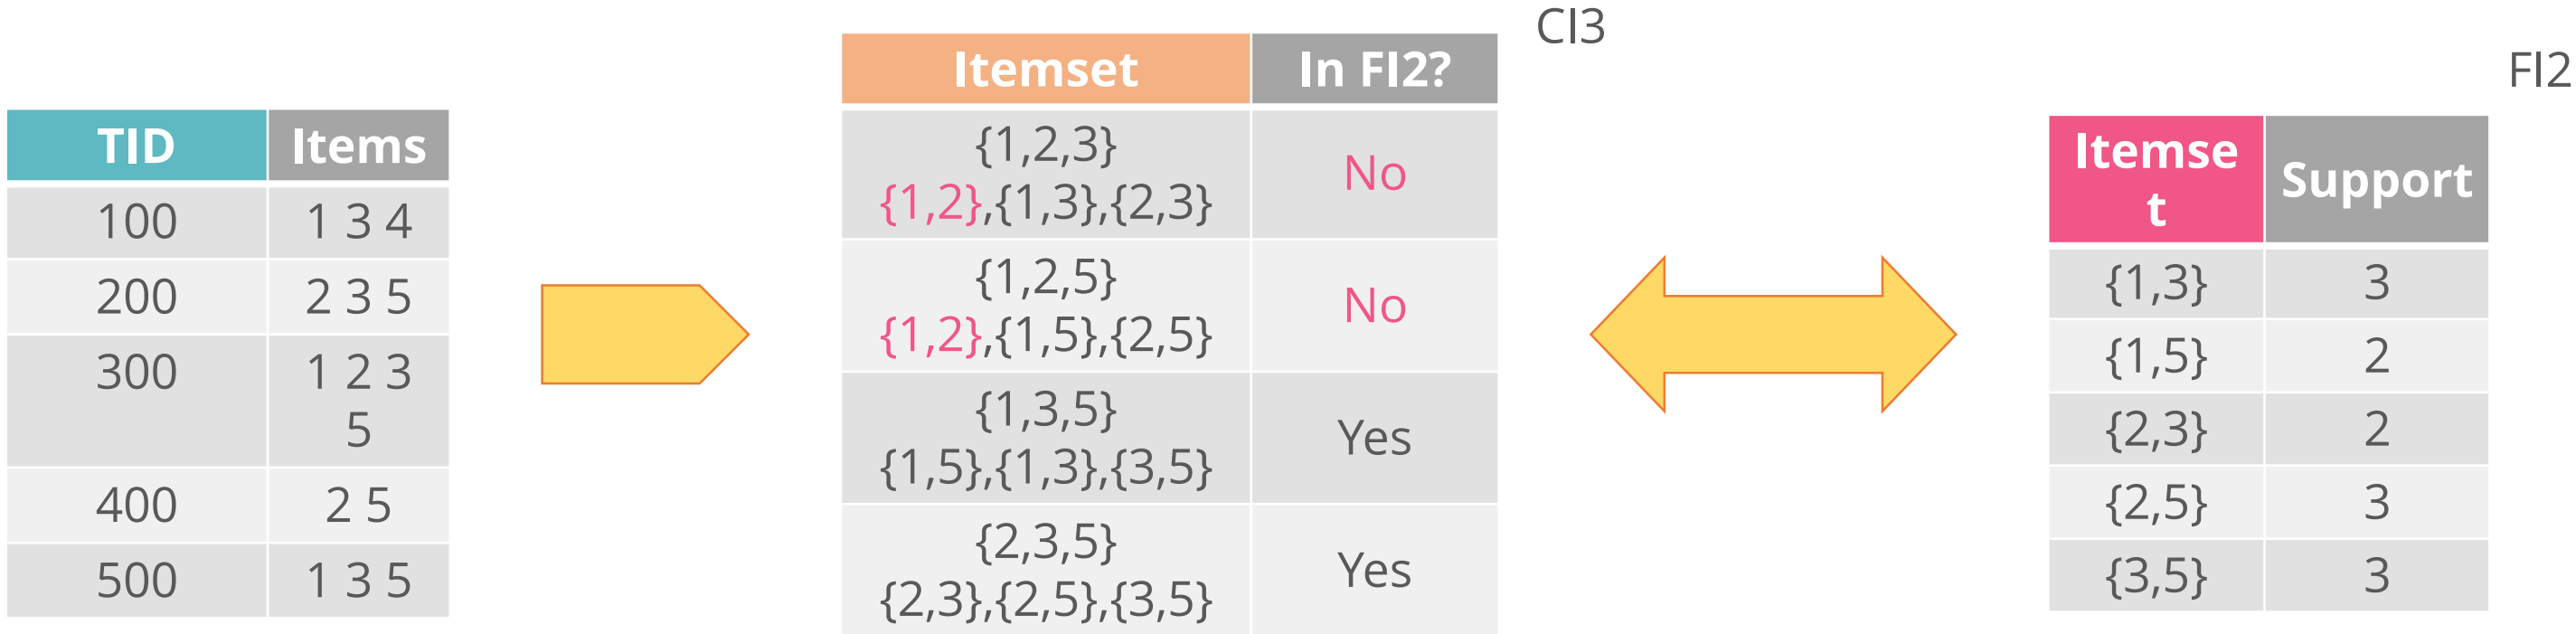 TID Items
100 1 3 4
200 2 3 5
300 1 2 3
5
400 2 5
500 1 3 5
CI3
Itemset In FI2?
{1,2,3}
{1,2},{1,3},{2,3} No
{1,2,5}
{1,2},{1,5},{2,5} No
{1,3,5}
{1,5},{1,3},{3,5} Yes
{2,3,5}
{2,3},{2,5},{3,5} Yes
FI2
Itemse
t Support
{1,3} 3
{1,5} 2
{2,3} 2
{2,5} 3
{3,5} 3